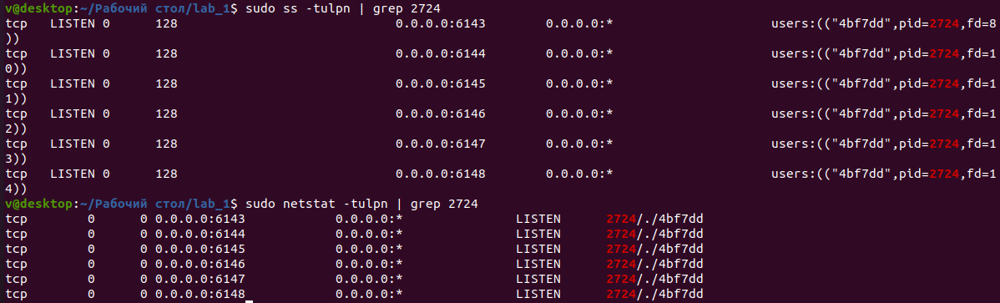 v@desktop:~/Рабочий стол/lab_1$ sudo ss -tulpn | grep 2724
tcp   LISTEN 0      128                             0.0.0.0:6143        0.0.0.0:*                     users:(("4bf7dd",pid=2724,fd=8
))
tcp   LISTEN 0      128                             0.0.0.0:6144        0.0.0.0:*                     users:(("4bf7dd",pid=2724,fd=1
0))
tcp   LISTEN 0      128                             0.0.0.0:6145        0.0.0.0:*                     users:(("4bf7dd",pid=2724,fd=1
1))
tcp   LISTEN 0      128                             0.0.0.0:6146        0.0.0.0:*                     users:(("4bf7dd",pid=2724,fd=1
2))
tcp   LISTEN 0      128                             0.0.0.0:6147        0.0.0.0:*                     users:(("4bf7dd",pid=2724,fd=1
3))
tcp   LISTEN 0      128                             0.0.0.0:6148        0.0.0.0:*                     users:(("4bf7dd",pid=2724,fd=1
4))
v@desktop:~/Рабочий стол/lab_1$ sudo netstat -tulpn | grep 2724
tcp        0      0 0.0.0.0:6143            0.0.0.0:*               LISTEN      2724/./4bf7dd
tcp        0      0 0.0.0.0:6144            0.0.0.0:*               LISTEN      2724/./4bf7dd
tcp        0      0 0.0.0.0:6145            0.0.0.0:*               LISTEN      2724/./4bf7dd
tcp        0      0 0.0.0.0:6146            0.0.0.0:*               LISTEN      2724/./4bf7dd
tcp        0      0 0.0.0.0:6147            0.0.0.0:*               LISTEN      2724/./4bf7dd
tcp        0      0 0.0.0.0:6148            0.0.0.0:*               LISTEN      2724/./4bf7dd